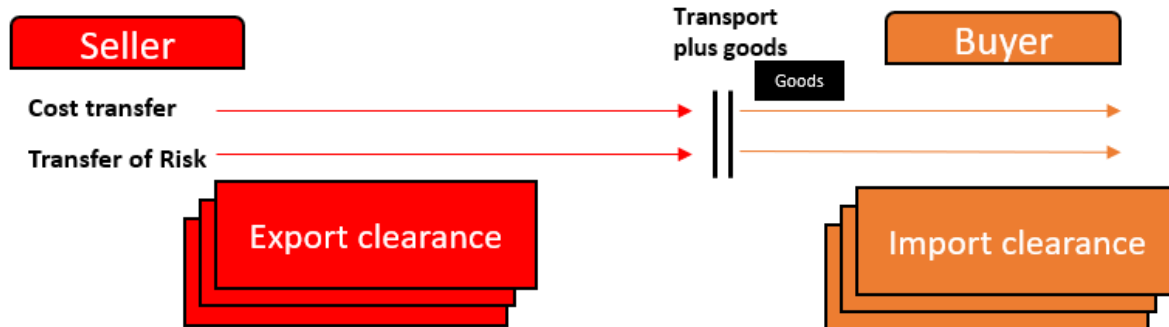 Seller
Transport
plus goods
Buyer
Goods
Cost transfer
Transfer of Risk
Export clearance
Import clearance